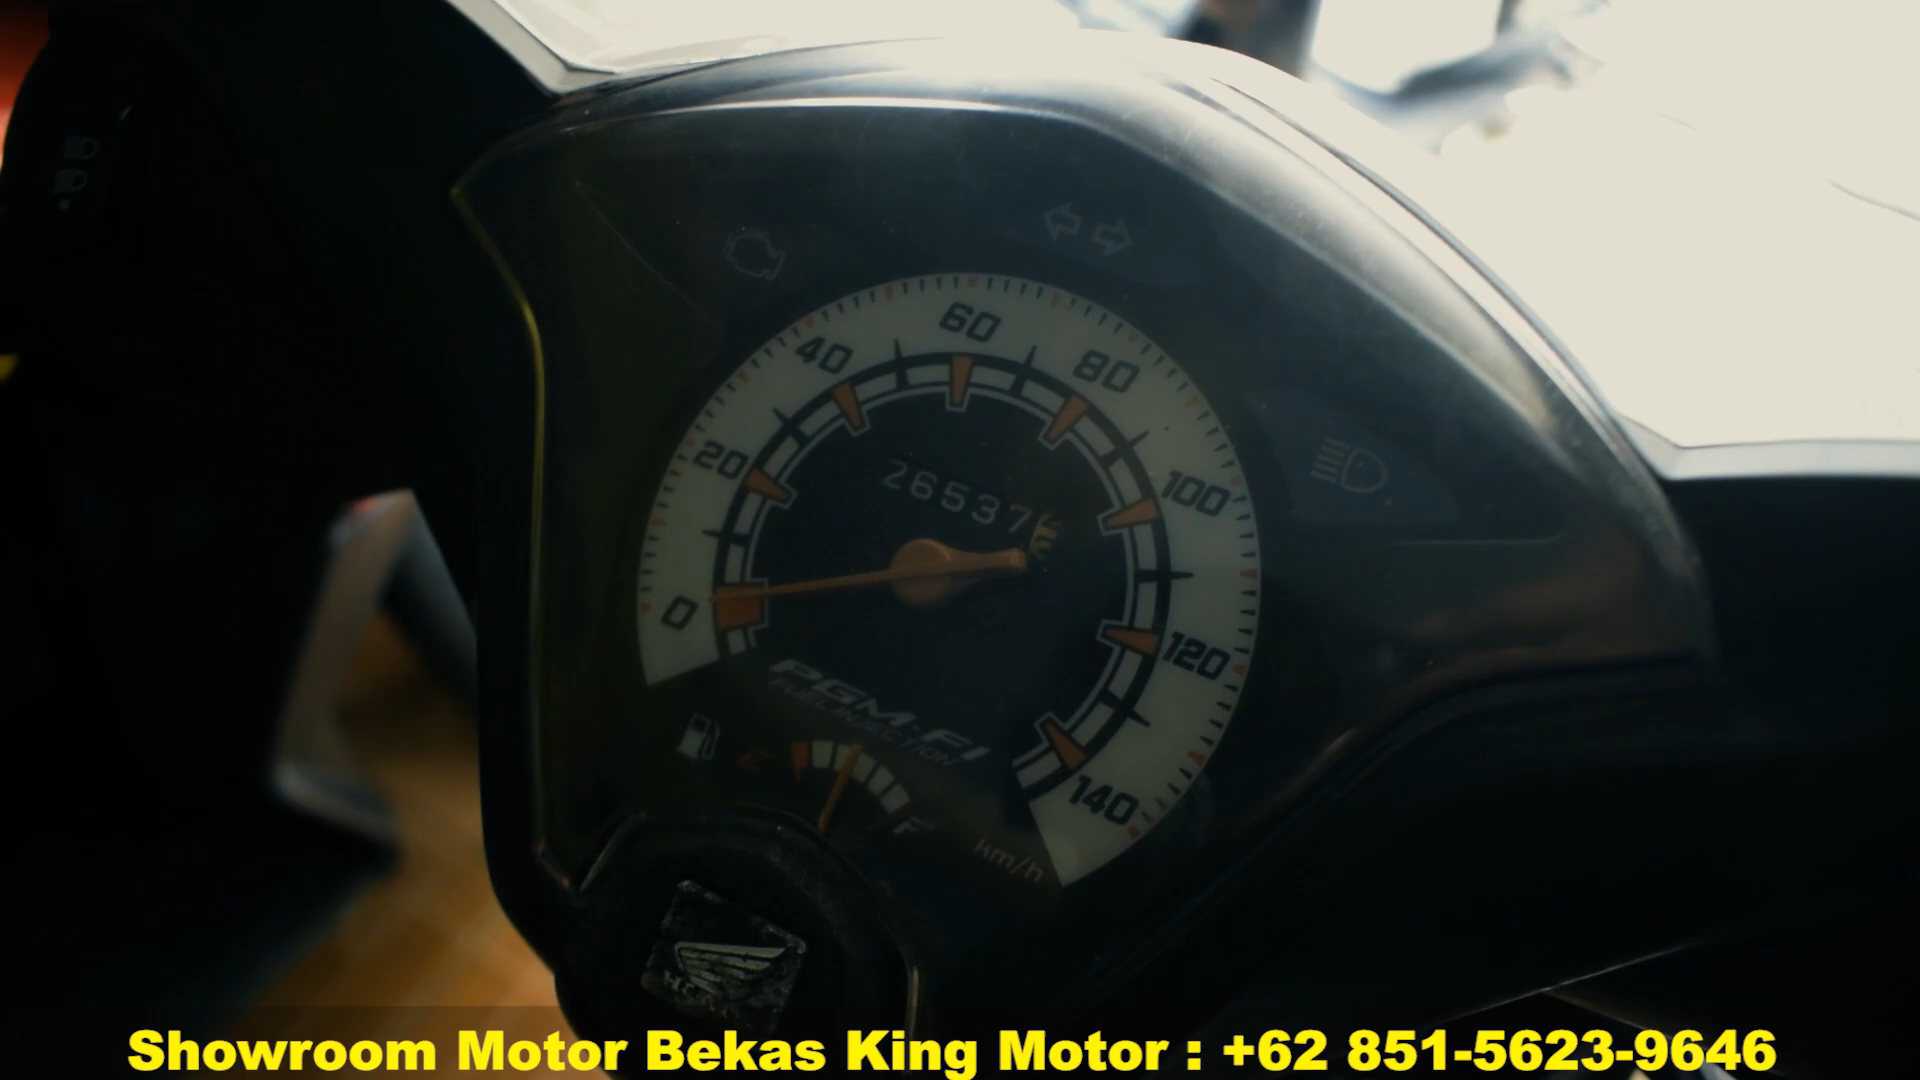 60
40
80
20
100
26537
0
120
PGM-FI
FUEL INJECTION
E
F
140
km/h
Showroom Motor Bekas King Motor : +62 851-5623-9646